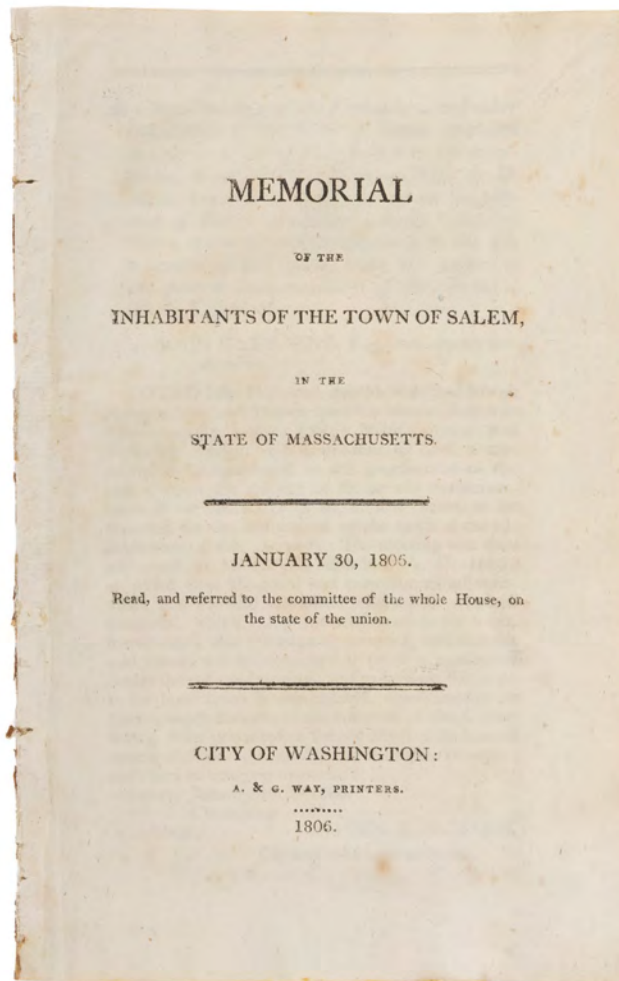 MEMORIAL
OF THE
INHABITANTS OF THE TOWN OF SALEM,
IN THE
STATE OF MASSACHUSETTS.
JANUARY 30, 1806.
Read, and referred to the committee of the whole House, on
the state of the union.
CITY OF WASHINGTON:
A. & G. WAY, PRINTERS.
.........
1806.